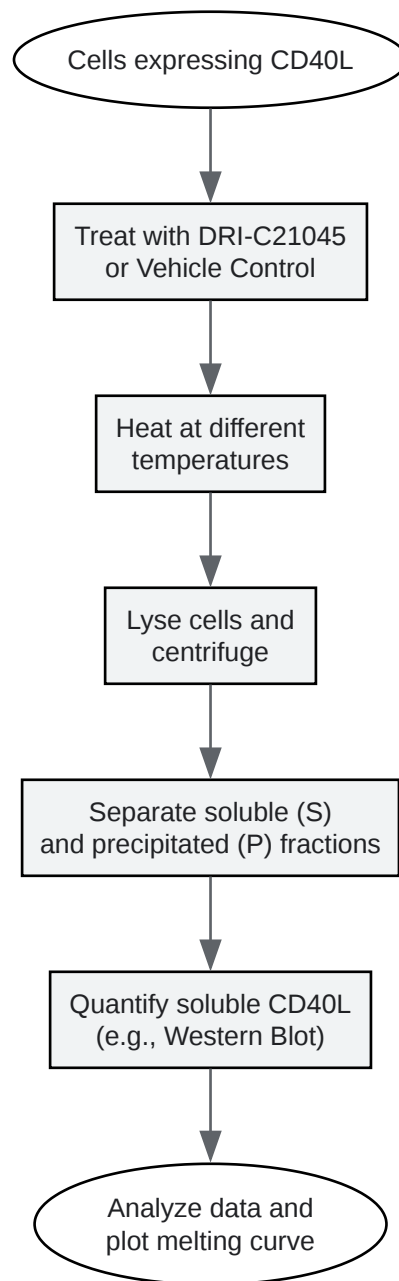 Cells expressing CD40L
Treat with DRI-C21045
or Vehicle Control
Heat at different
temperatures
Lyse cells and
centrifuge
Separate soluble (S)
and precipitated (P) fractions
Quantify soluble CD40L
(e.g., Western Blot)
Analyze data and
plot melting curve